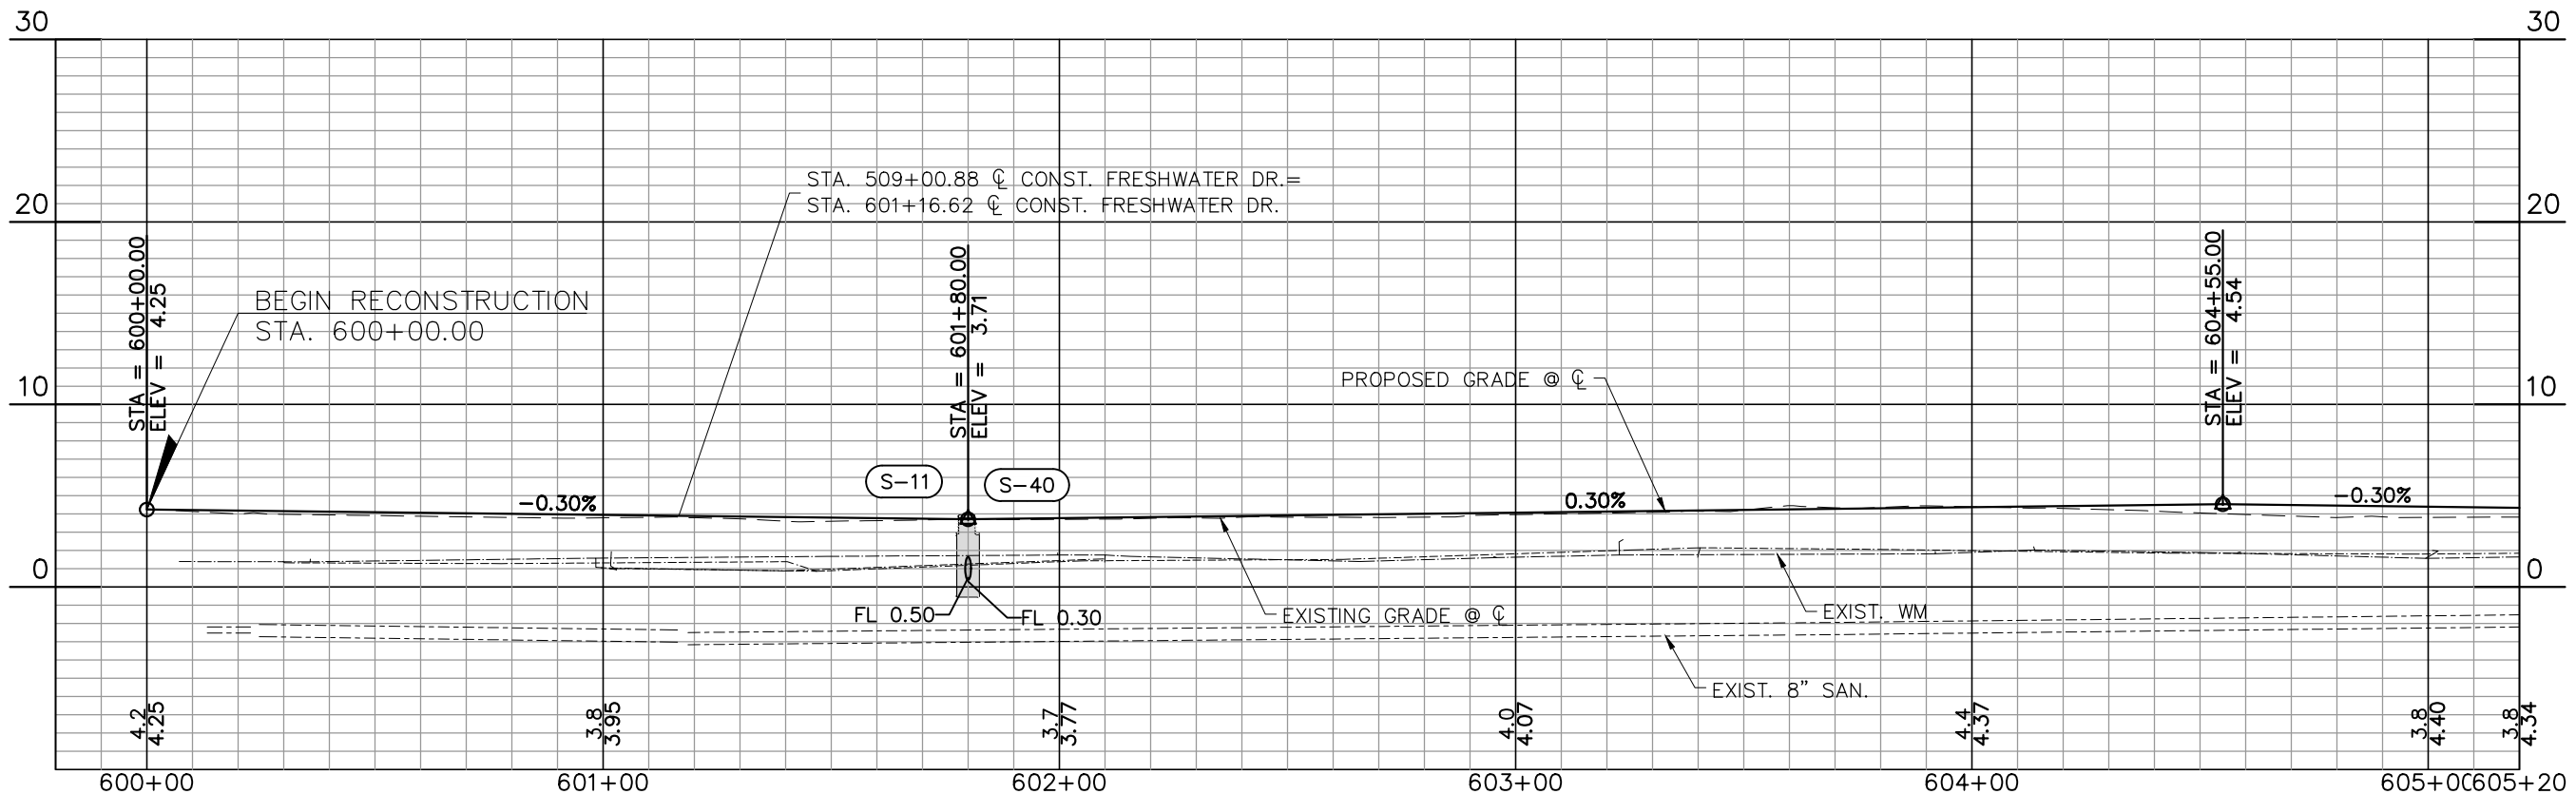 30
30
STA. 509+00.88 ℄ CONST. FRESHWATER DR.=
STA. 601+16.62 ℄ CONST. FRESHWATER DR.
20
20
STA = 600+00.00
ELEV = 4.25
BEGIN RECONSTRUCTION
STA. 600+00.00
STA = 601+80.00
ELEV = 3.71
STA = 604+55.00
ELEV = 4.54
10
10
PROPOSED GRADE @ ℄
S-11
S-40
-0.30%
0.30%
-0.30%
0
0
FL 0.50
FL 0.30
EXISTING GRADE @ ℄
EXIST. WM
EXIST. 8" SAN.
4.2
4.25
3.8
3.95
3.7
3.77
4.0
4.07
4.4
4.37
3.8
4.40
3.8
4.34
600+00
601+00
602+00
603+00
604+00
605+00
605+20